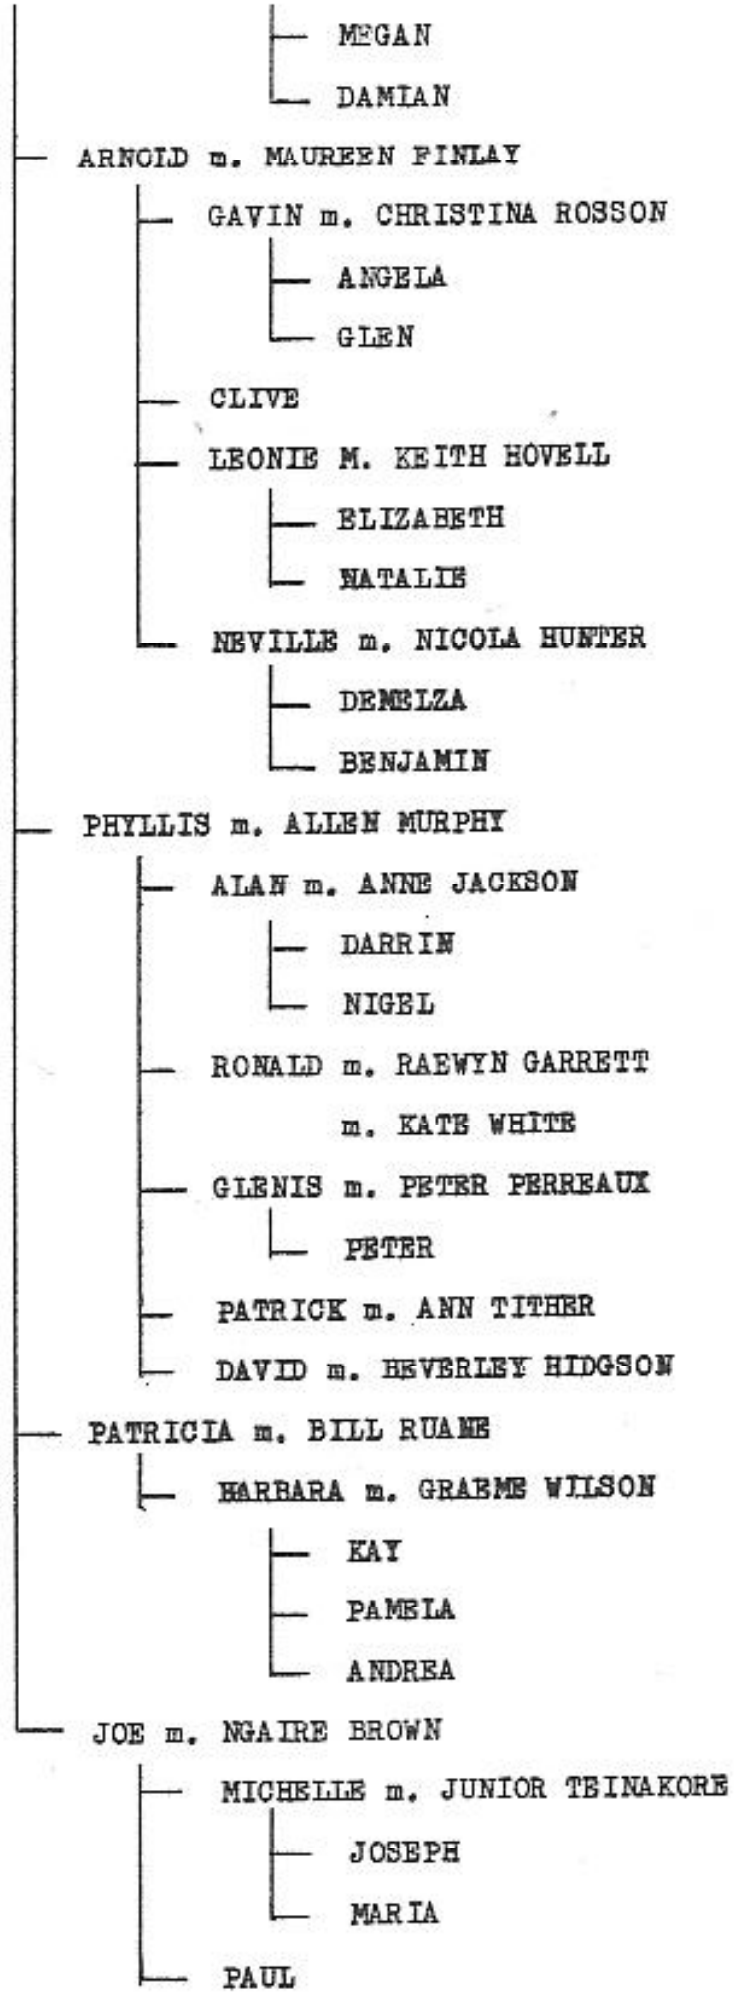 MEGAN
DAMIAN
ARNOLD m. MAUREEN FINLAY
GAVIN m. CHRISTINA ROSSON
ANGELA
GLEN
CLIVE
LEONIE M. KEITH HOVELL
ELIZABETH
NATALIE
NEVILLE m. NICOLA HUNTER
DEMELZA
BENJAMIN
PHYLLIS m. ALLEN MURPHY
ALAN m. ANNE JACKSON
DARRIN
NIGEL
RONALD m. RAEWYN GARRETT
m. KATE WHITE
GLENIS m. PETER PERREAUX
PETER
PATRICK m. ANN TITHER
DAVID m. BEVERLEY HIDGSON
PATRICIA m. BILL RUANE
BARBARA m. GRAEME WILSON
KAY
PAMELA
ANDREA
JOE m. NGAIRE BROWN
MICHELLE m. JUNIOR TEINAKORE
JOSEPH
MARIA
PAUL